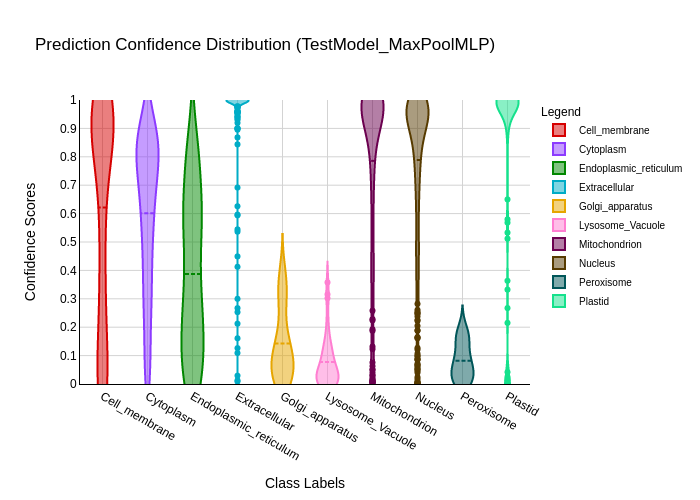 Prediction Confidence Distribution (TestModel_MaxPoolMLP)
Legend
Cell_membrane
Cytoplasm
Endoplasmic_reticulum
Extracellular
Golgi_apparatus
Lysosome_Vacuole
Mitochondrion
Nucleus
Peroxisome
Plastid
Confidence Scores
1
0.9
0.8
0.7
0.6
0.5
0.4
0.3
0.2
0.1
0
Cell_membrane
Cytoplasm
Endoplasmic_reticulum
Extracellular
Golgi_apparatus
Lysosome_Vacuole
Mitochondrion
Nucleus
Peroxisome
Plastid
Class Labels